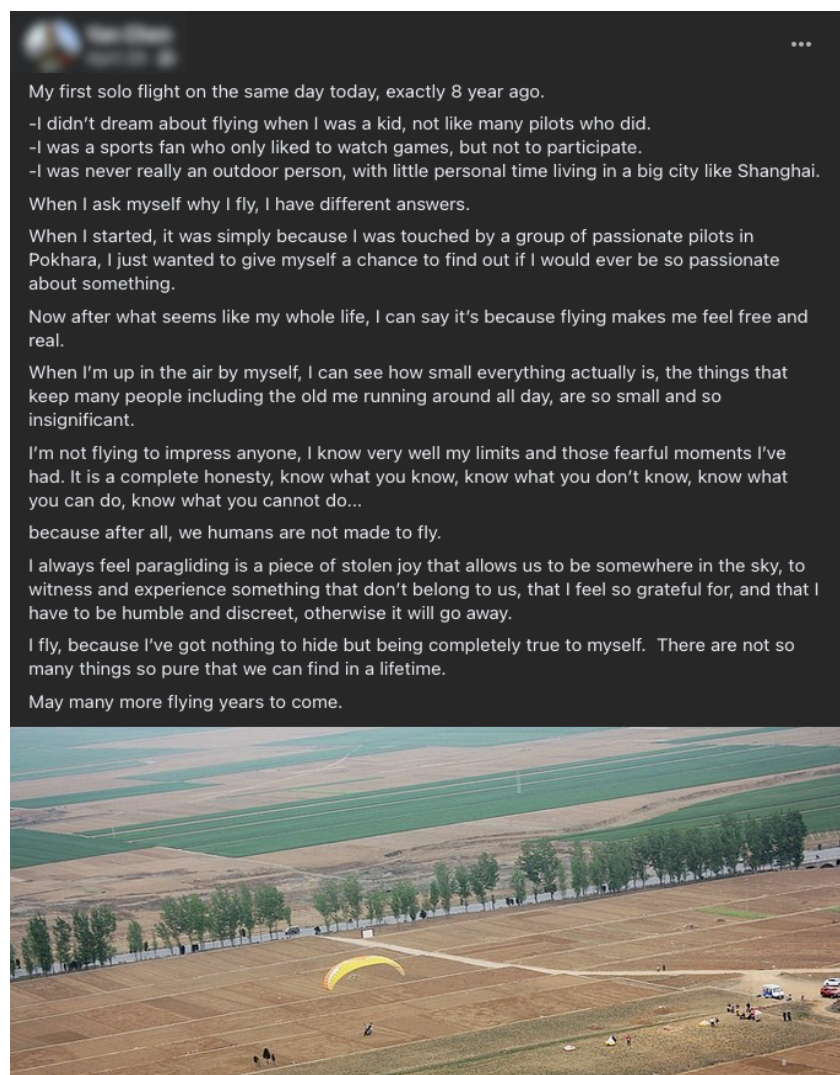 My first solo flight on the same day today, exactly 8 year ago.
-I didn’t dream about flying when I was a kid, not like many pilots who did.
-I was a sports fan who only liked to watch games, but not to participate.
-I was never really an outdoor person, with little personal time living in a big city like Shanghai.
When I ask myself why I fly, I have different answers.
When I started, it was simply because I was touched by a group of passionate pilots in
Pokhara, I just wanted to give myself a chance to find out if I would ever be so passionate
about something.
Now after what seems like my whole life, I can say it’s because flying makes me feel free and
real.
When I’m up in the air by myself, I can see how small everything actually is, the things that
keep many people including the old me running around all day, are so small and so
insignificant.
I’m not flying to impress anyone, I know very well my limits and those fearful moments I’ve
had. It is a complete honesty, know what you know, know what you don’t know, know what
you can do, know what you cannot do...
because after all, we humans are not made to fly.
I always feel paragliding is a piece of stolen joy that allows us to be somewhere in the sky, to
witness and experience something that don’t belong to us, that I feel so grateful for, and that I
have to be humble and discreet, otherwise it will go away.
I fly, because I’ve got nothing to hide but being completely true to myself.  There are not so
many things so pure that we can find in a lifetime.
May many more flying years to come.